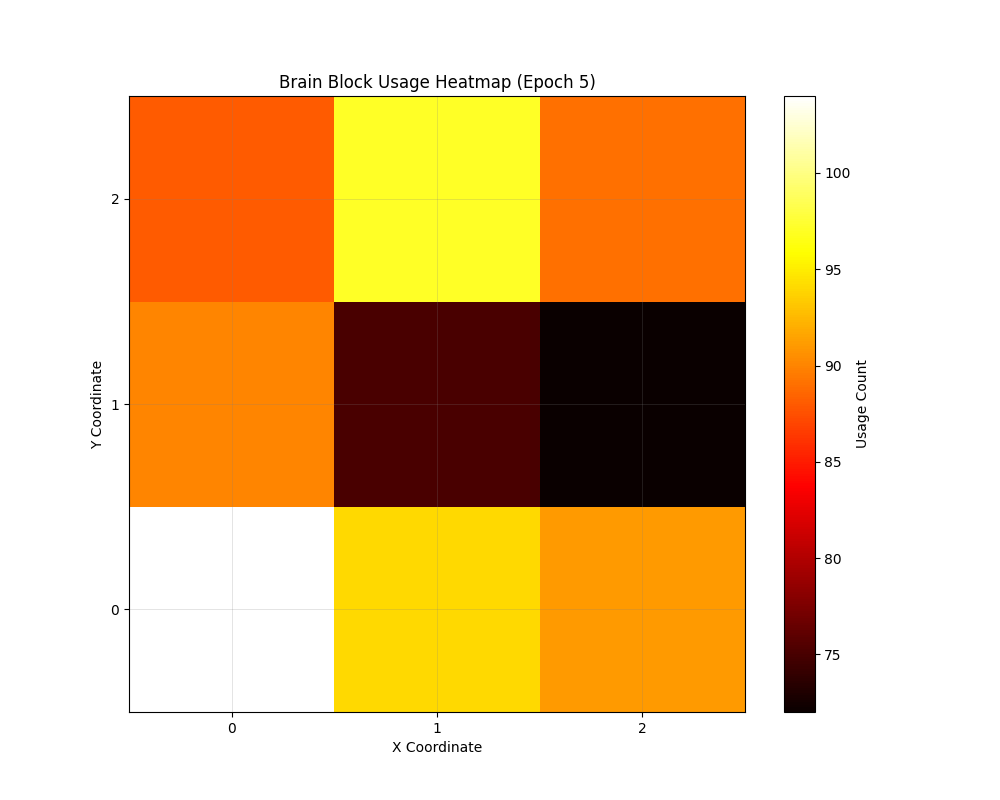 Brain Block Usage Heatmap (Epoch 5)
2
1
0
Y Coordinate
0 1 2
X Coordinate
100
95
90
85
80
75
Usage Count